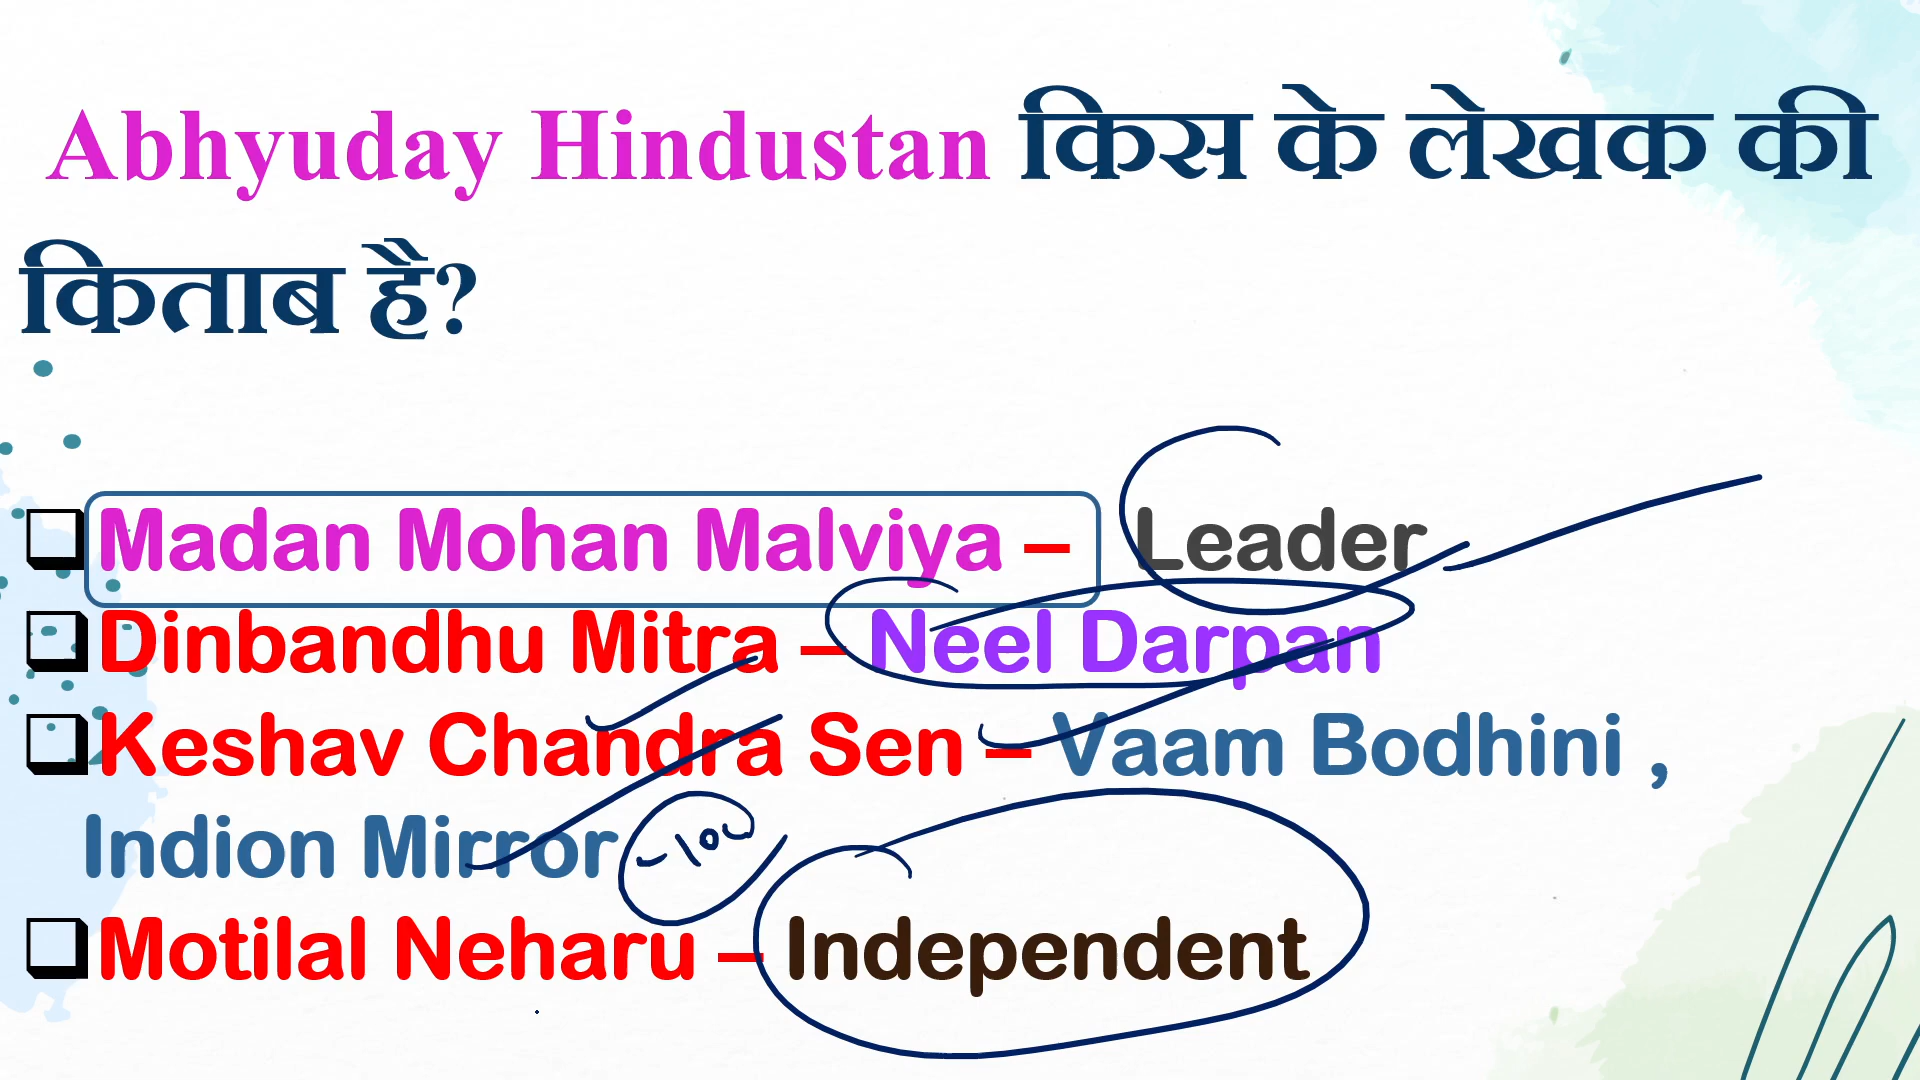 Abhyuday Hindustan किस के लेखक की
किताब है?
Madan Mohan Malviya – Leader
Dinbandhu Mitra – Neel Darpan
Keshav Chandra Sen – Vaam Bodhini ,
Indion Mirror
Motilal Neharu – Independent